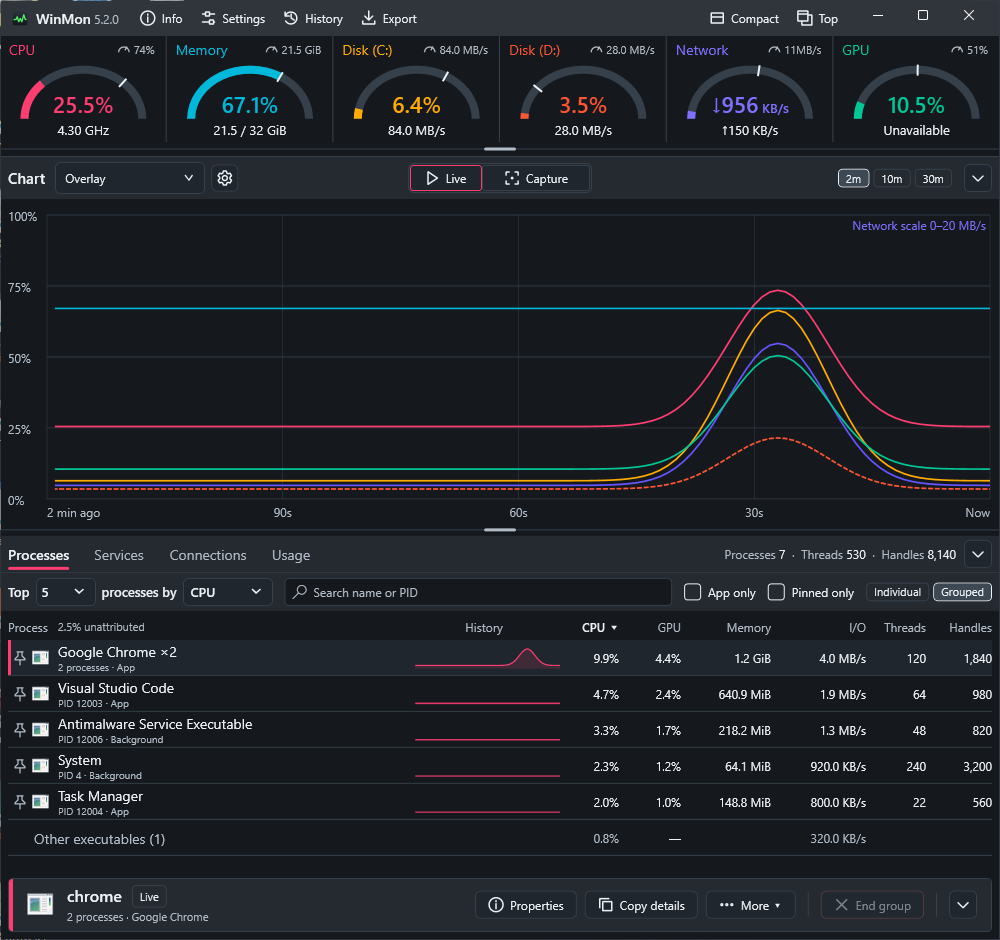 WinMon 5.2.0 Info Settings History Export Compact Top
CPU 74%
25.5%
4.30 GHz
Memory 21.5 GiB
67.1%
21.5 / 32 GiB
Disk (C:) 84.0 MB/s
6.4%
84.0 MB/s
Disk (D:) 28.0 MB/s
3.5%
28.0 MB/s
Network 11MB/s
↓956 KB/s
↑150 KB/s
GPU 51%
10.5%
Unavailable
Chart Overlay Live Capture 2m 10m 30m
100%
Network scale 0–20 MB/s
75%
50%
25%
0%
2 min ago 90s 60s 30s Now
Processes Services Connections Usage Processes 7 · Threads 530 · Handles 8,140
Top 5 processes by CPU Search name or PID App only Pinned only Individual Grouped
Process 2.5% unattributed History CPU ▼ GPU Memory I/O Threads Handles
Google Chrome ×2 9.9% 4.4% 1.2 GiB 4.0 MB/s 120 1,840
2 processes · App
Visual Studio Code 4.7% 2.4% 640.9 MiB 1.9 MB/s 64 980
PID 12003 · App
Antimalware Service Executable 3.3% 1.7% 218.2 MiB 1.3 MB/s 48 820
PID 12006 · Background
System 2.3% 1.2% 64.1 MiB 920.0 KB/s 240 3,200
PID 4 · Background
Task Manager 2.0% 1.0% 148.8 MiB 800.0 KB/s 22 560
PID 12004 · App
Other executables (1) 0.8% — 320.0 KB/s
chrome Live
2 processes · Google Chrome
Properties Copy details ••• More ▾ End group